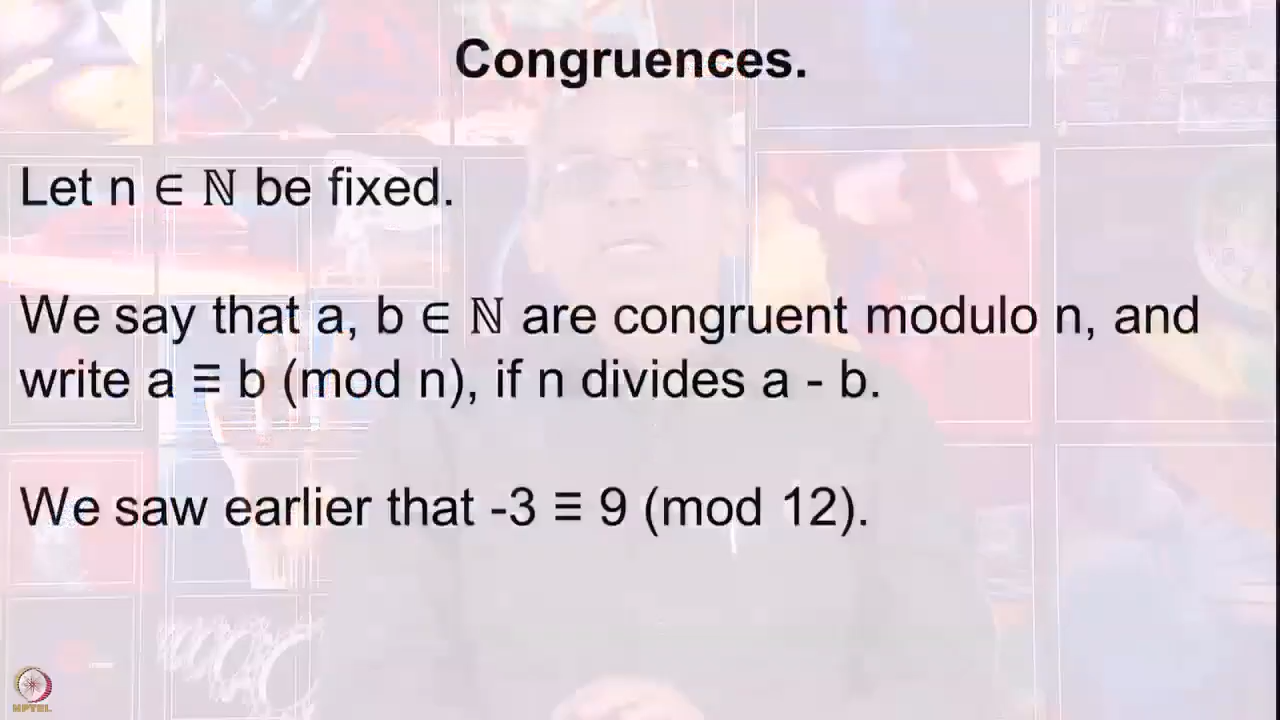 Congruences.
Let n ∈ ℕ be fixed.
We say that a, b ∈ ℕ are congruent modulo n, and
write a ≡ b (mod n), if n divides a - b.
We saw earlier that -3 ≡ 9 (mod 12).
NPTEL